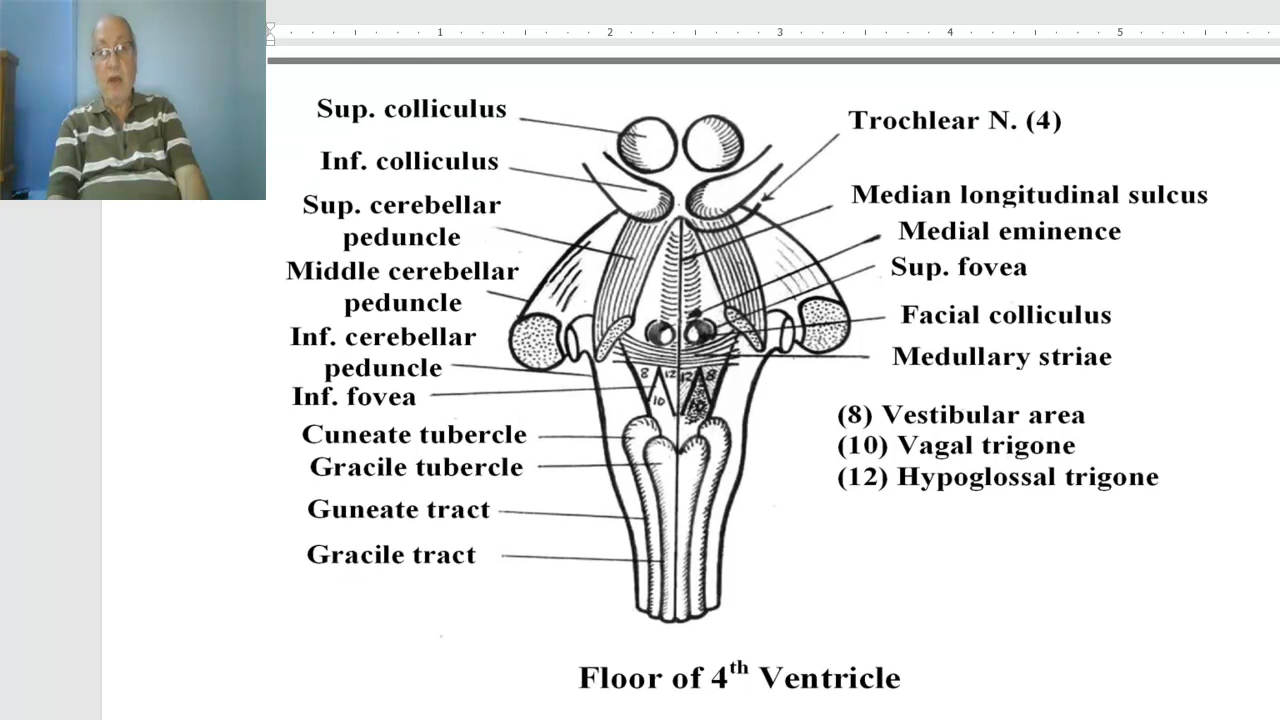 1 2 3 4 5
Sup. colliculus
Inf. colliculus
Sup. cerebellar
peduncle
Middle cerebellar
peduncle
Inf. cerebellar
peduncle
Inf. fovea
Cuneate tubercle
Gracile tubercle
Guneate tract
Gracile tract
Trochlear N. (4)
Median longitudinal sulcus
Medial eminence
Sup. fovea
Facial colliculus
Medullary striae
8 12 12 8
10 10
(8) Vestibular area
(10) Vagal trigone
(12) Hypoglossal trigone
Floor of 4th Ventricle